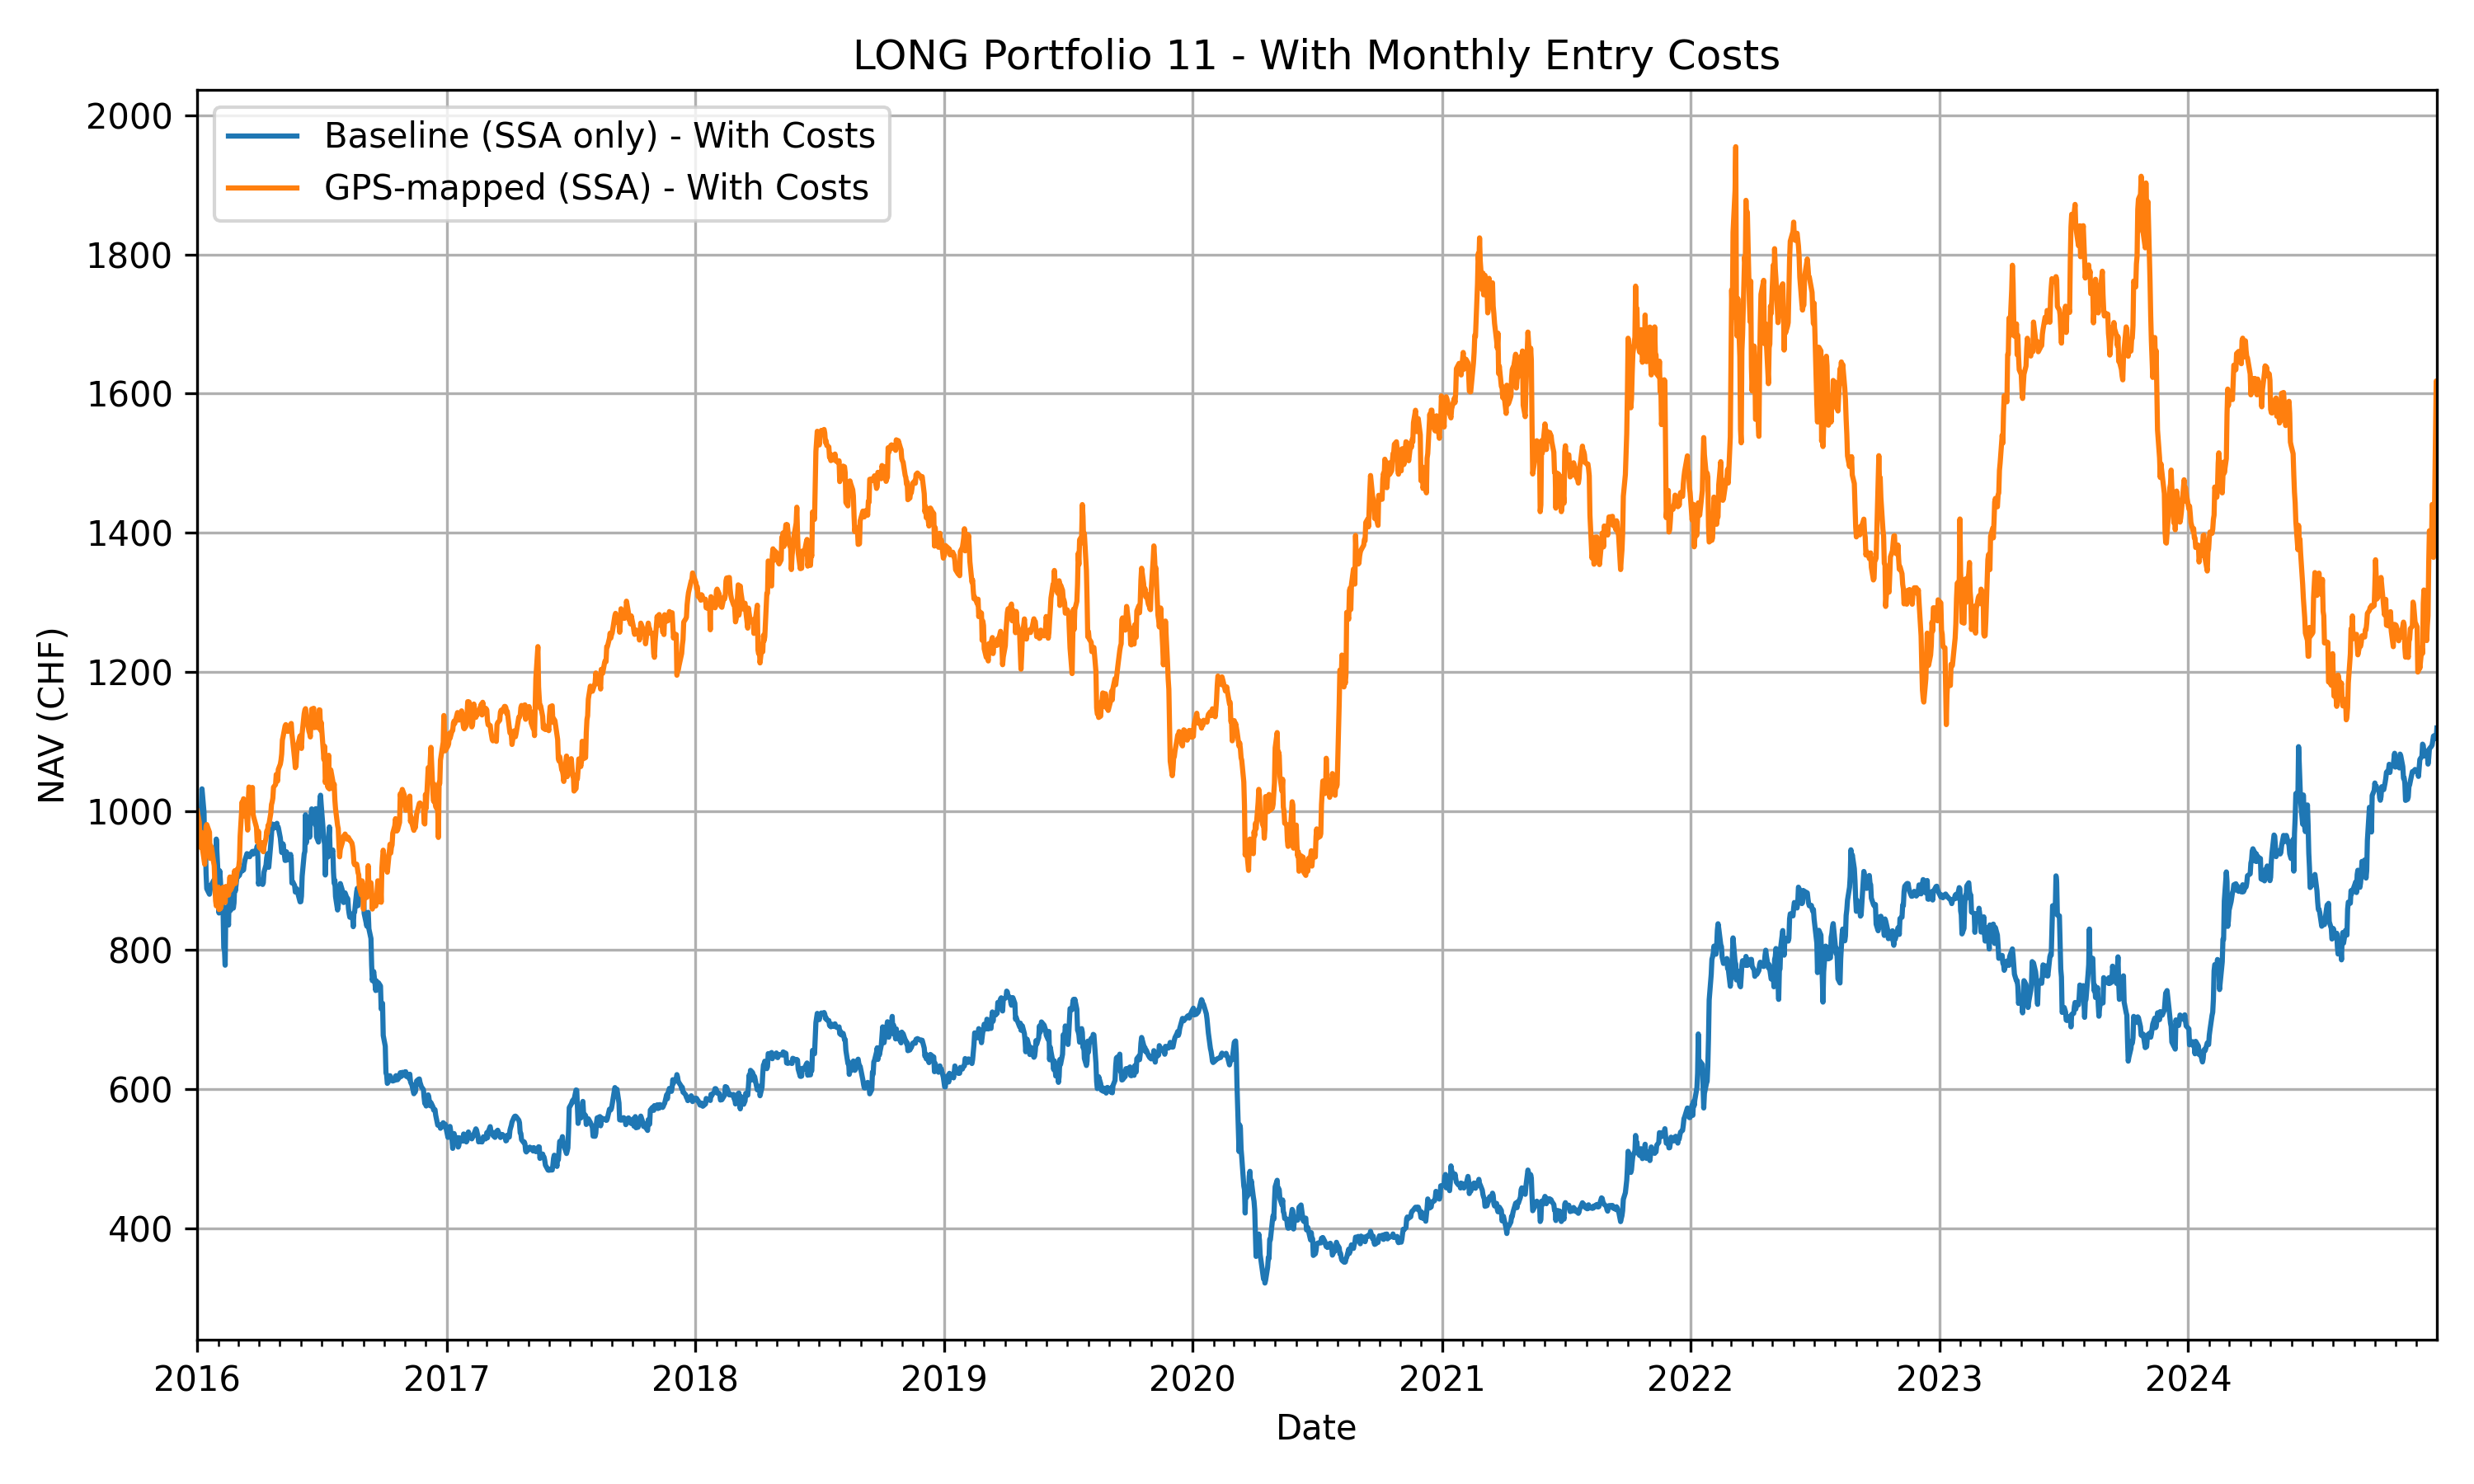 LONG Portfolio 11 - With Monthly Entry Costs
Baseline (SSA only) - With Costs
GPS-mapped (SSA) - With Costs
2000
1800
1600
1400
1200
1000
800
600
400
NAV (CHF)
2016 2017 2018 2019 2020 2021 2022 2023 2024
Date